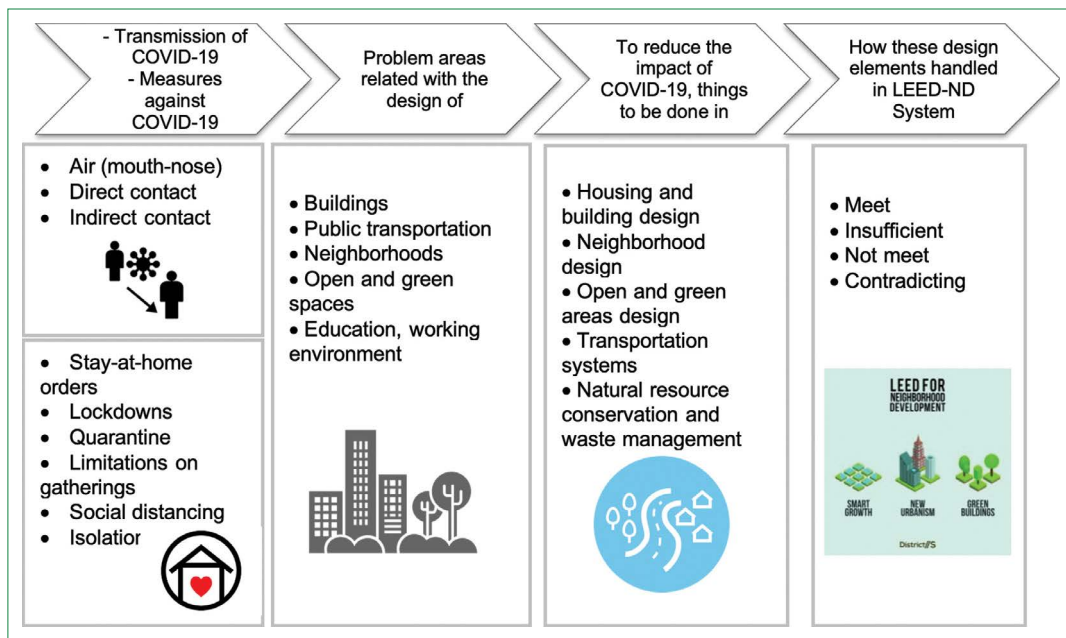 - Transmission of
COVID-19
- Measures
against
COVID-19
Problem areas
related with the
design of
To reduce the
impact of
COVID-19, things
to be done in
How these design
elements handled
in LEED-ND
System
• Air (mouth-nose)
• Direct contact
• Indirect contact
• Stay-at-home
orders
• Lockdowns
• Quarantine
• Limitations on
gatherings
• Social distancing
• Isolatior
• Buildings
• Public transportation
• Neighborhoods
• Open and green
spaces
• Education, working
environment
• Housing and
building design
• Neighborhood
design
• Open and green
areas design
• Transportation
systems
• Natural resource
conservation and
waste management
• Meet
• Insufficient
• Not meet
• Contradicting
LEED FOR
NEIGHBORHOOD
DEVELOPMENT
SMART
GROWTH
NEW
URBANISM
GREEN
BUILDINGS
District//S